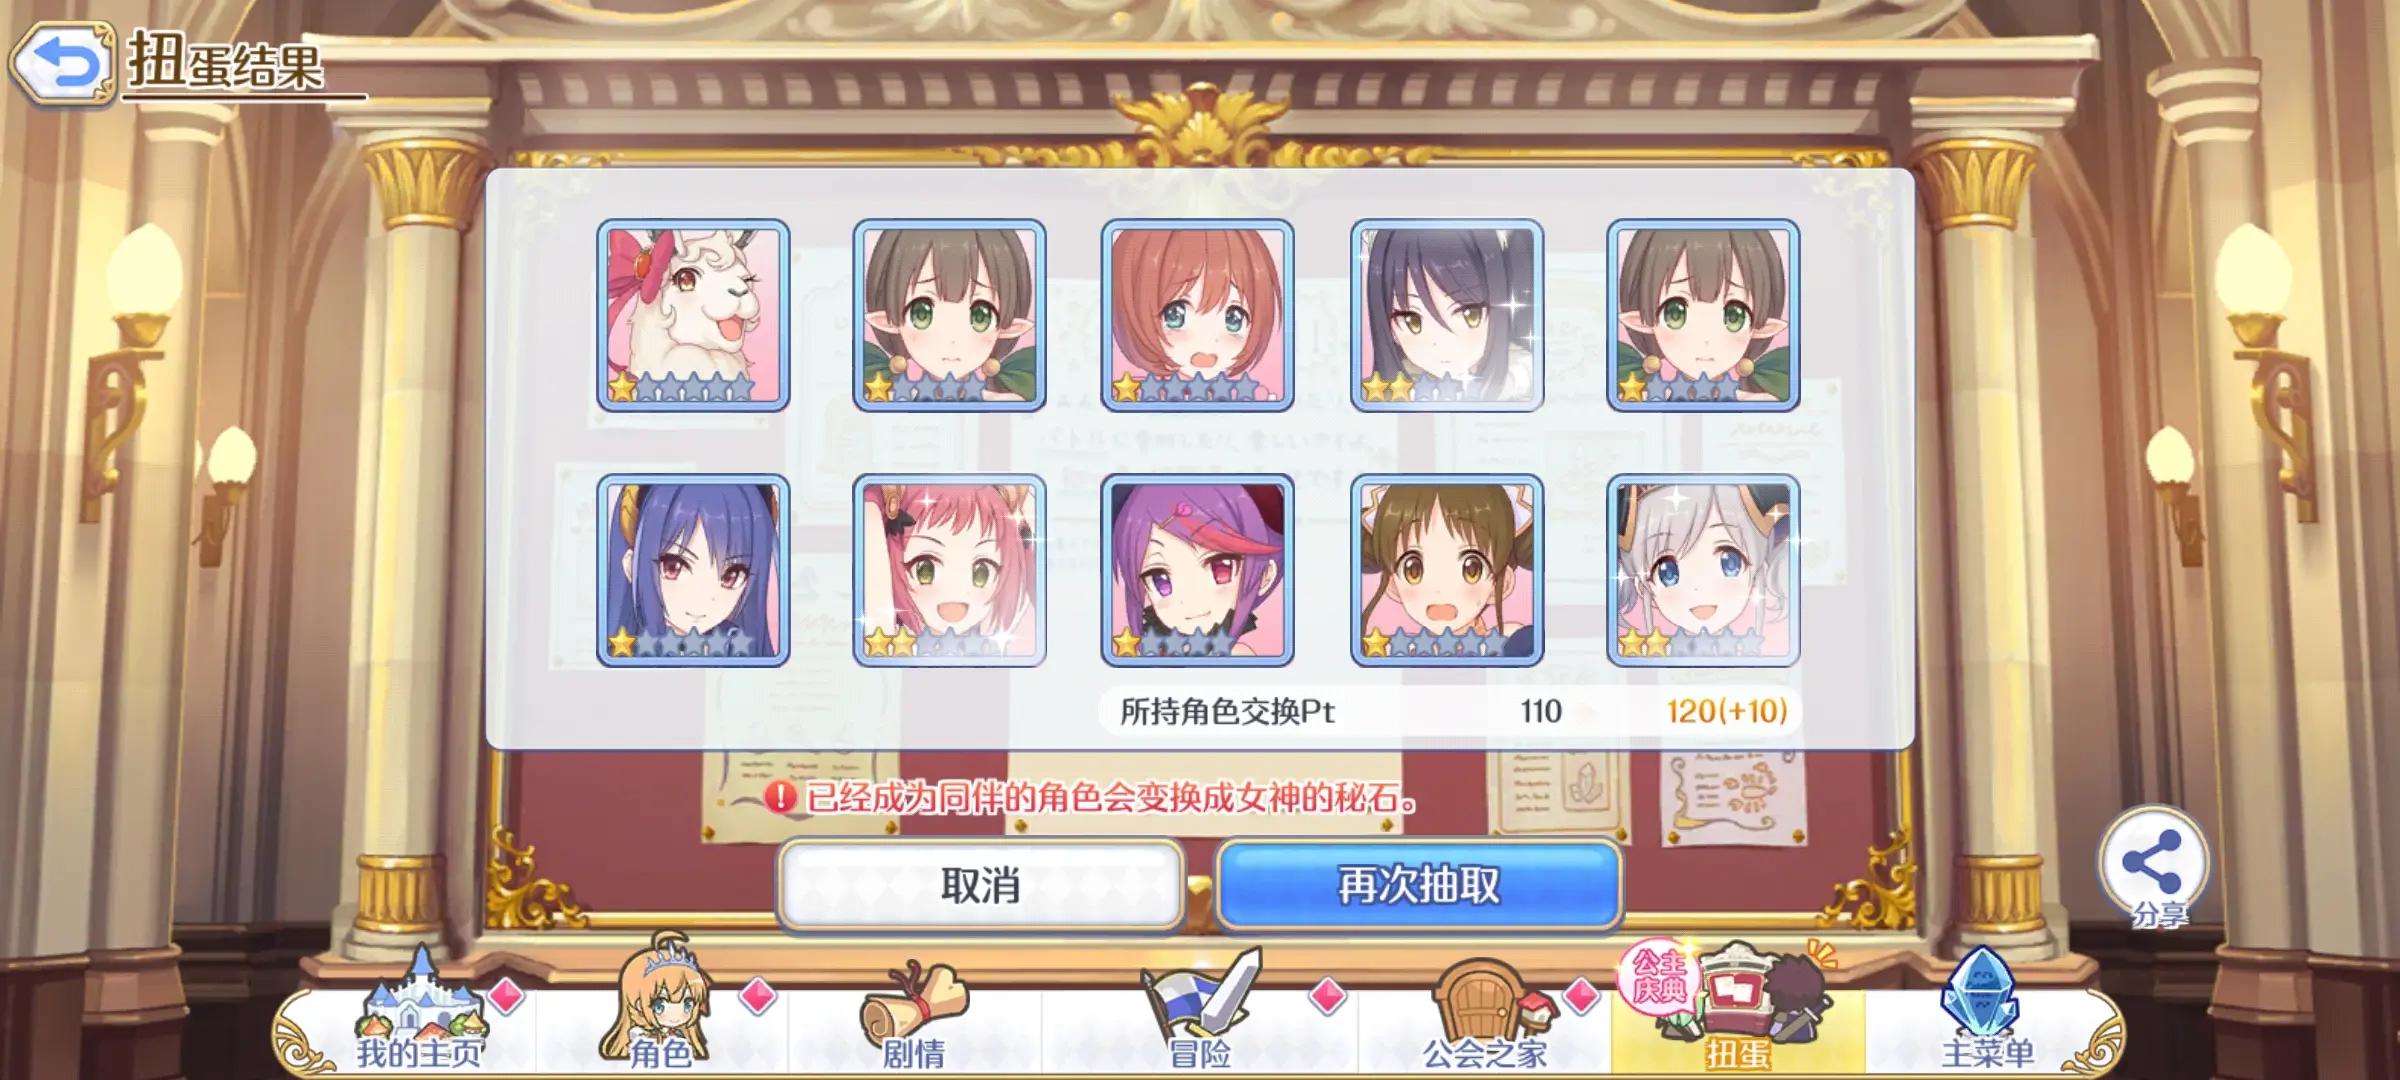 扭蛋结果
所持角色交换Pt 110 120(+10)
已经成为同伴的角色会变换成女神的秘石。
取消
再次抽取
分享
公主
庆典
我的主页
角色
剧情
冒险
公会之家
扭蛋
主菜单